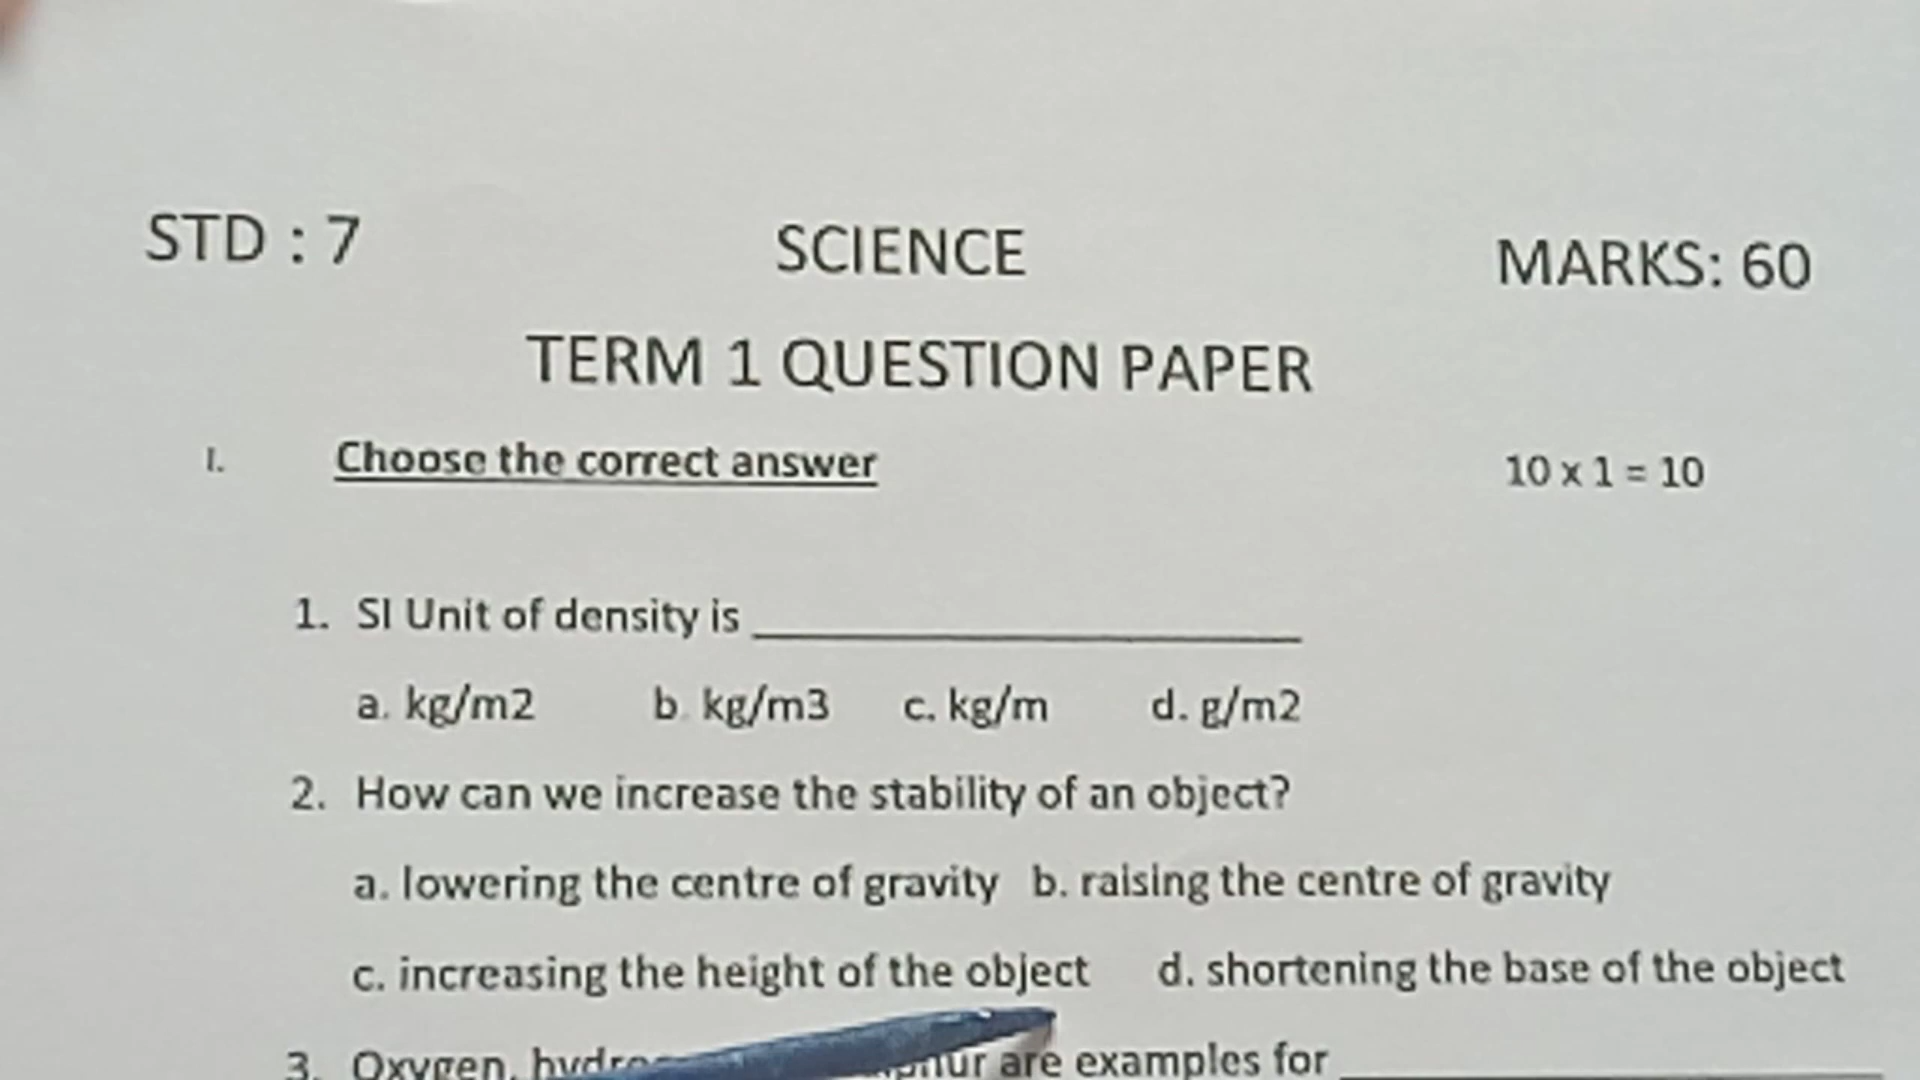 STD : 7 SCIENCE MARKS: 60
TERM 1 QUESTION PAPER
I. Choose the correct answer 10 x 1 = 10
1. SI Unit of density is ____________________
a. kg/m2 b. kg/m3 c. kg/m d. g/m2
2. How can we increase the stability of an object?
a. lowering the centre of gravity b. raising the centre of gravity
c. increasing the height of the object d. shortening the base of the object
3. Oxygen, are examples for ____________________